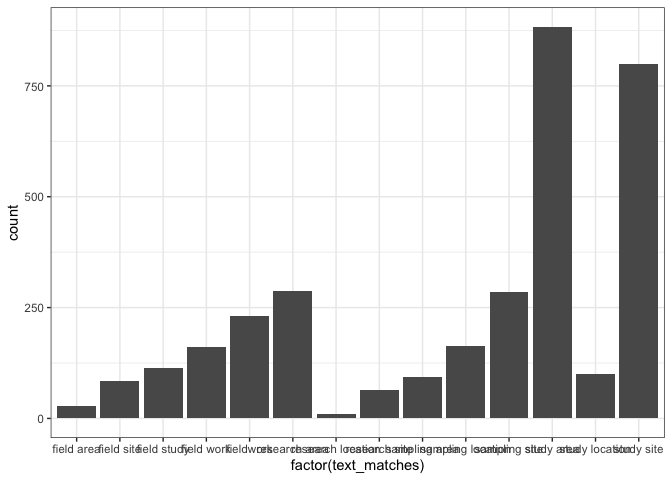 750
500
250
0
count
field area field site field study field work fieldwork research area research location research site sampling area sampling location sampling site study area study location study site
factor(text_matches)